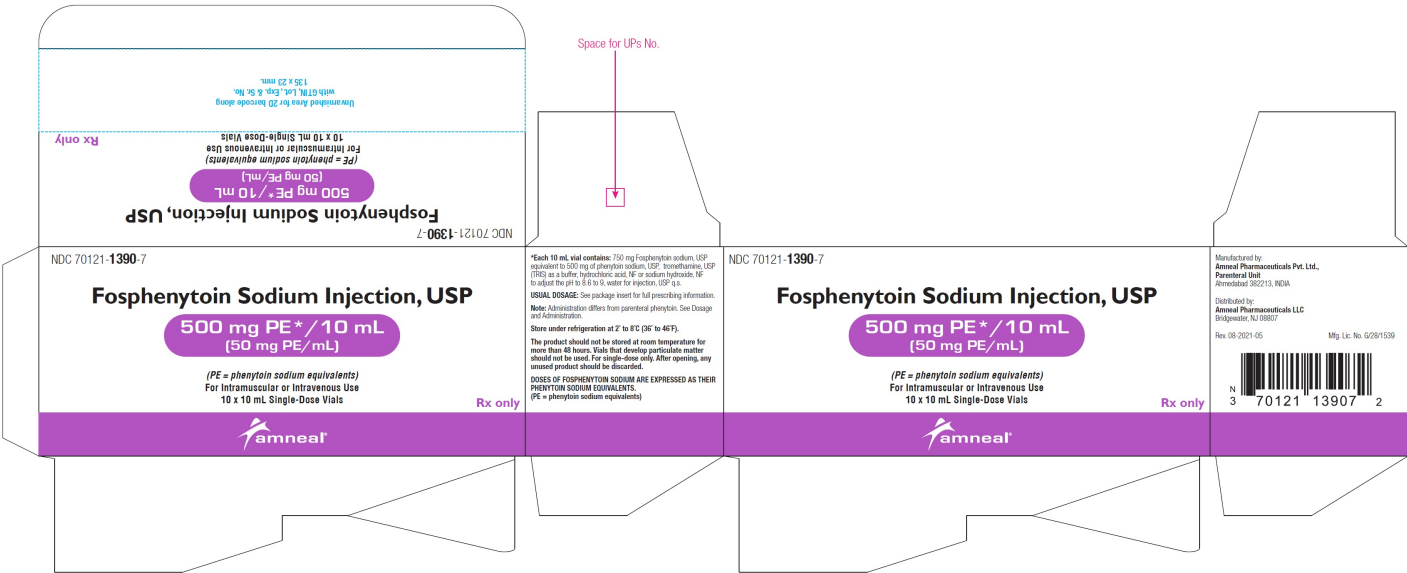 Space for UPs No.
Unvarnished Area for 2D barcode along
with GTIN, Lot., Exp. & Sr. No.
135 x 23 mm.
Rx only
10 x 10 mL Single-Dose Vials
For Intramuscular or Intravenous Use
(PE = phenytoin sodium equivalents)
(50 mg PE/mL)
500 mg PE*/10 mL
Fosphenytoin Sodium Injection, USP
NDC 70121-1390-7
NDC 70121-1390-7
Fosphenytoin Sodium Injection, USP
500 mg PE*/10 mL
(50 mg PE/mL)
(PE = phenytoin sodium equivalents)
For Intramuscular or Intravenous Use
10 x 10 mL Single-Dose Vials
Rx only
amneal®
*Each 10 mL vial contains: 750 mg Fosphenytoin sodium, USP
equivalent to 500 mg of phenytoin sodium, USP, tromethamine, USP
(TRIS) as a buffer, hydrochloric acid, NF or sodium hydroxide, NF
to adjust the pH to 8.6 to 9, water for injection, USP q.s.
USUAL DOSAGE: See package insert for full prescribing information.
Note: Administration differs from parenteral phenytoin. See Dosage
and Administration.
Store under refrigeration at 2˚ to 8˚C (36˚ to 46˚F).
The product should not be stored at room temperature for
more than 48 hours. Vials that develop particulate matter
should not be used. For single-dose only. After opening, any
unused product should be discarded.
DOSES OF FOSPHENYTOIN SODIUM ARE EXPRESSED AS THEIR
PHENYTOIN SODIUM EQUIVALENTS.
(PE = phenytoin sodium equivalents)
NDC 70121-1390-7
Fosphenytoin Sodium Injection, USP
500 mg PE*/10 mL
(50 mg PE/mL)
(PE = phenytoin sodium equivalents)
For Intramuscular or Intravenous Use
10 x 10 mL Single-Dose Vials
Rx only
amneal®
Manufactured by:
Amneal Pharmaceuticals Pvt. Ltd.,
Parenteral Unit
Ahmedabad 382213, INDIA
Distributed by:
Amneal Pharmaceuticals LLC
Bridgewater, NJ 08807
Rev. 08-2021-05 Mfg. Lic. No. G/28/1539
N
3 70121 13907 2